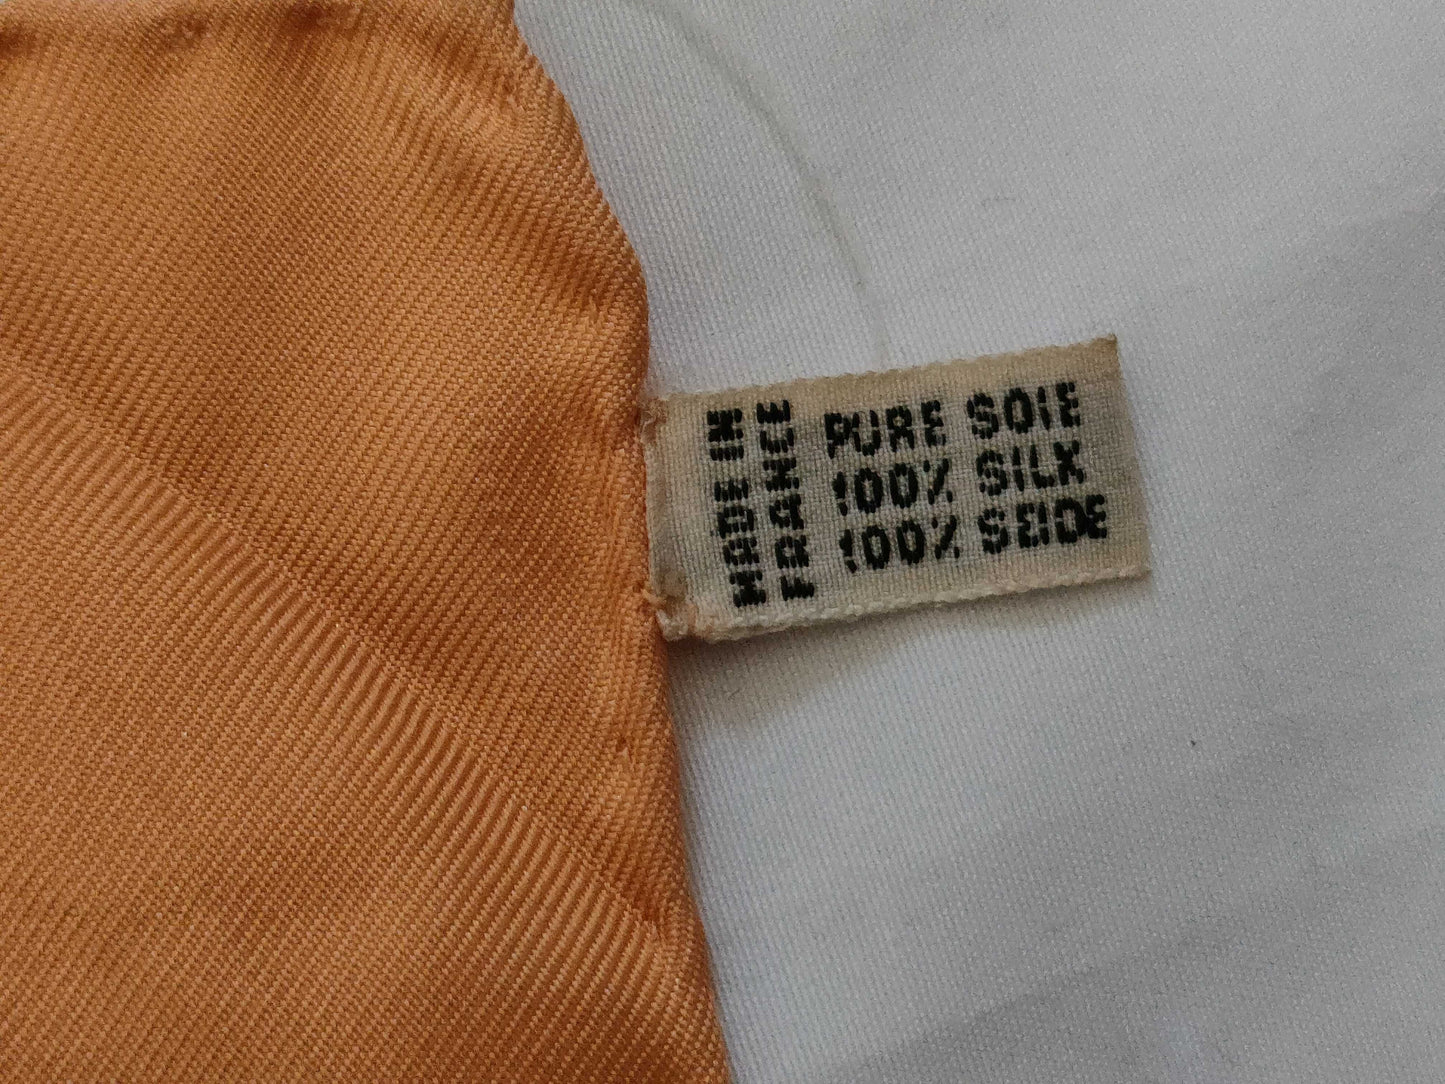 MADE IN
FRANCE
PURE SOIE
100% SILK
100% SEIDE